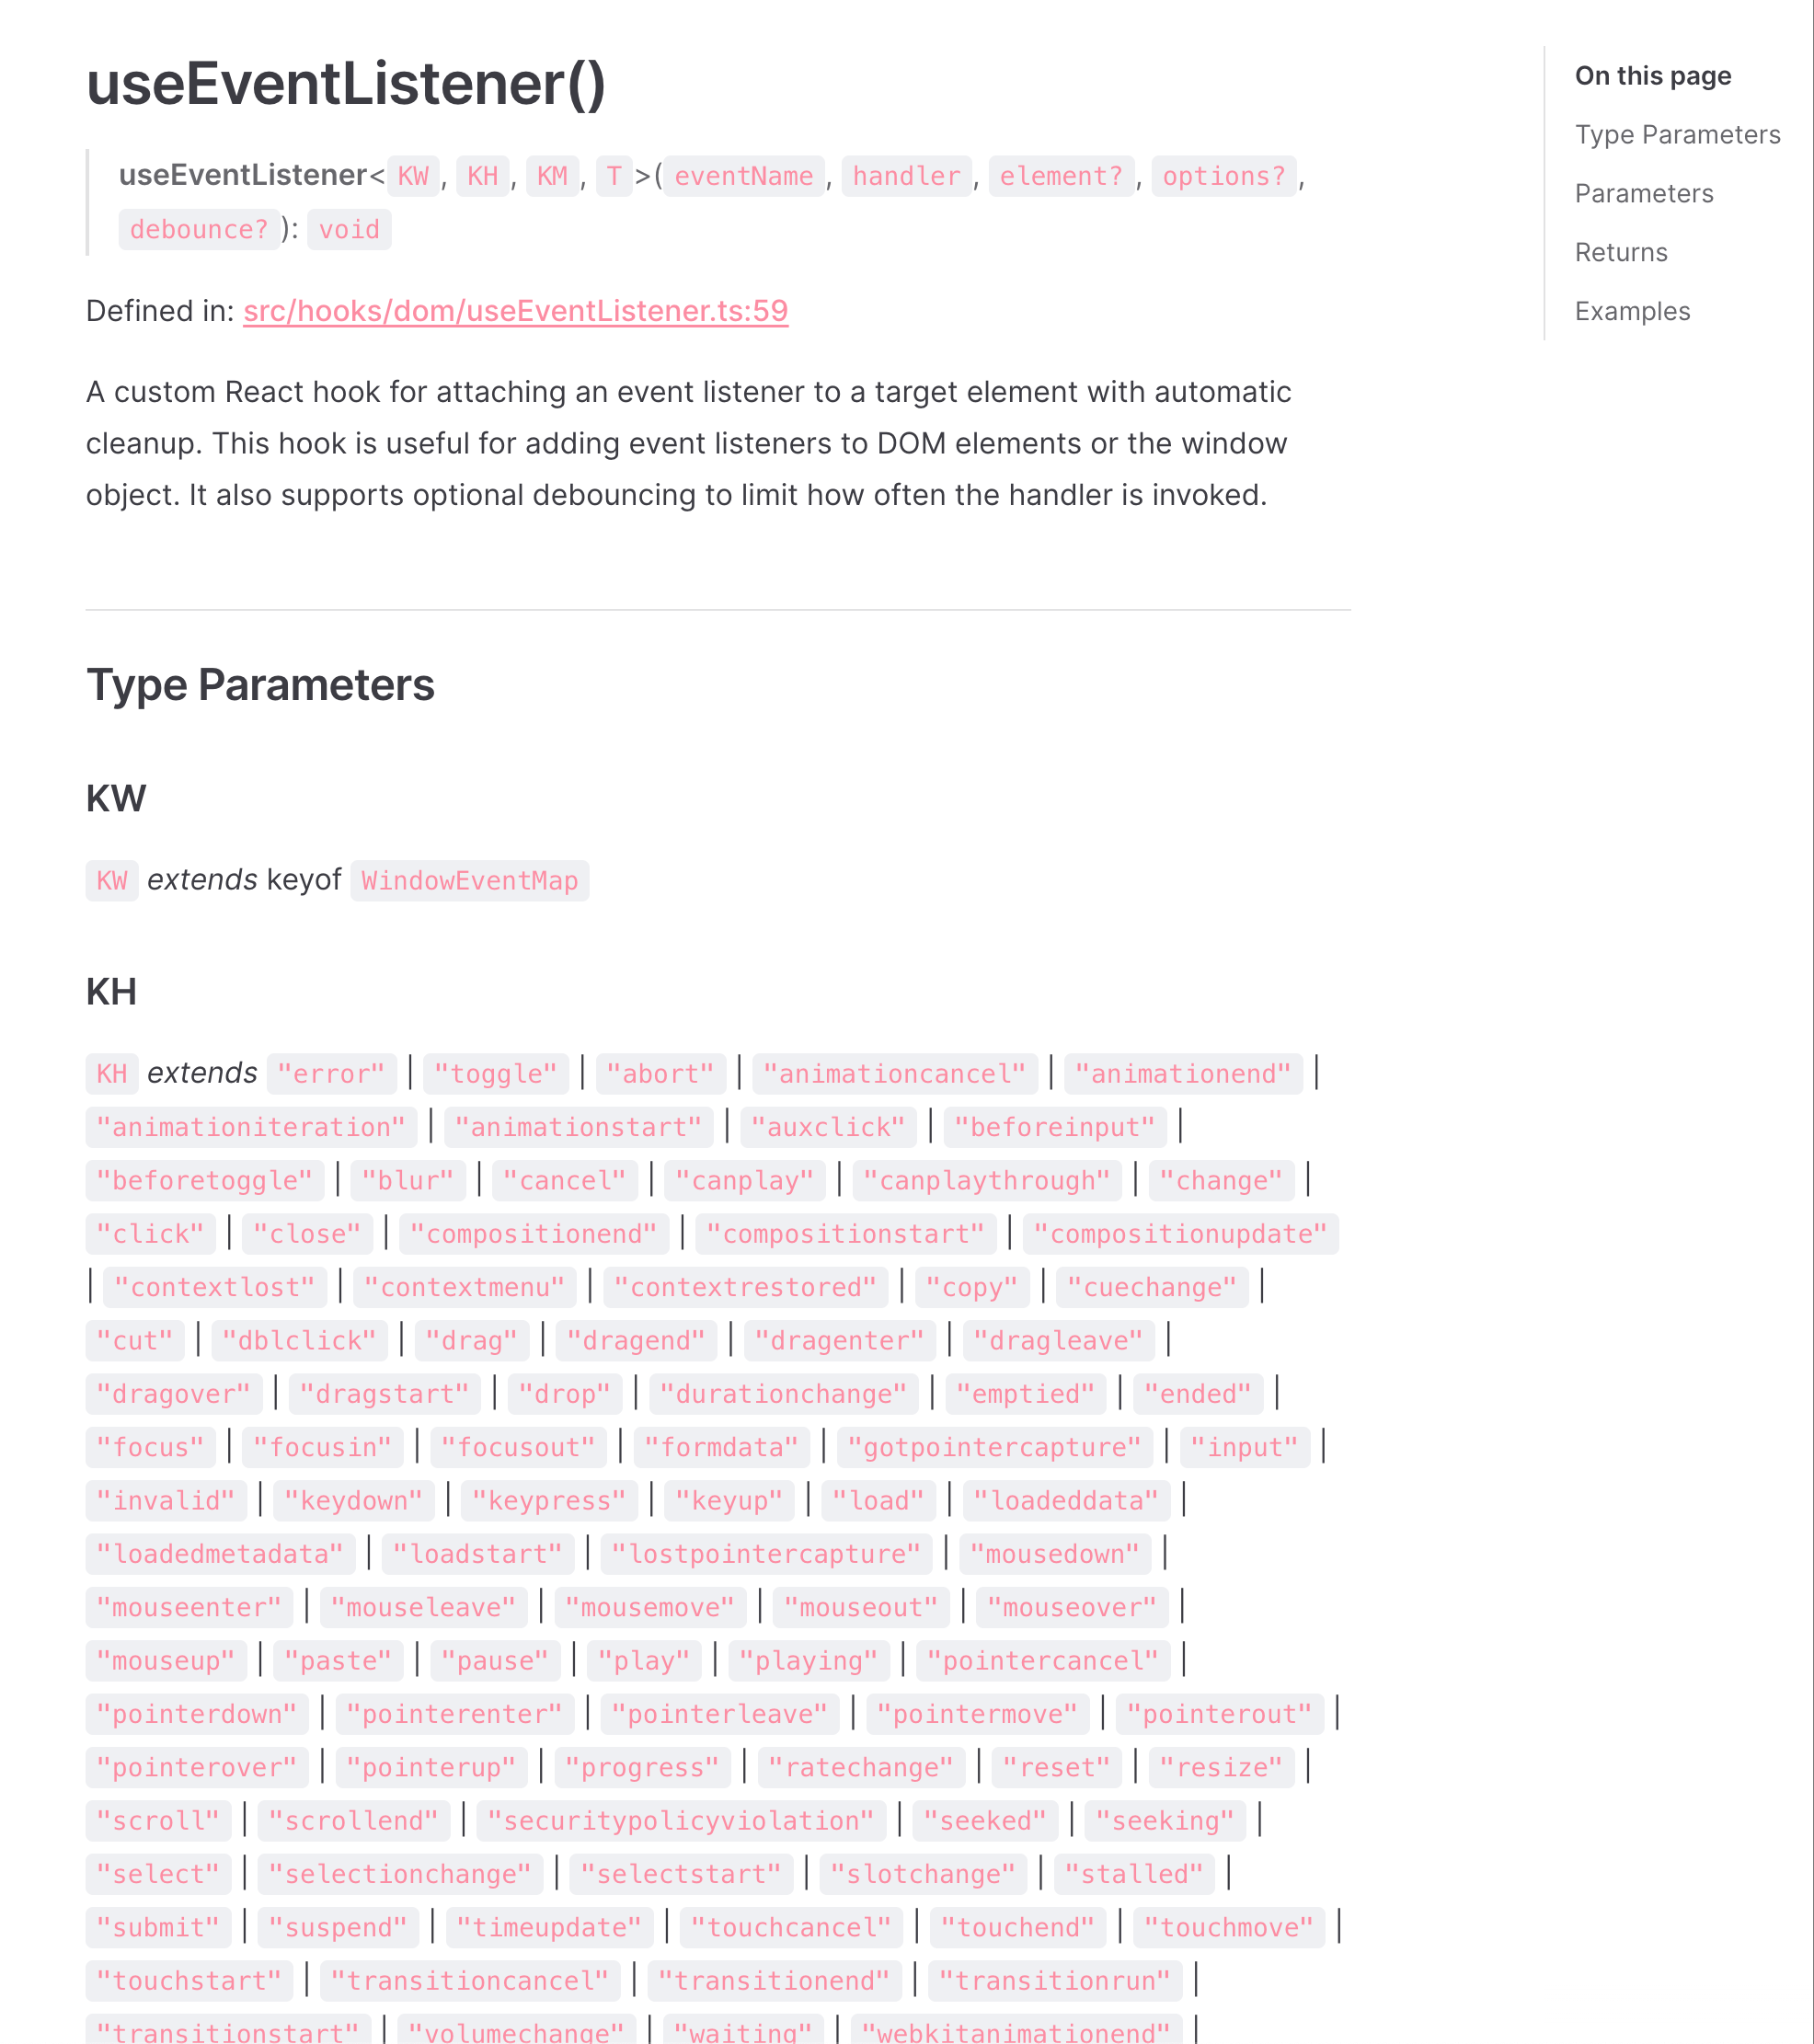 useEventListener()
useEventListener<KW, KH, KM, T>(eventName, handler, element?, options?,
debounce?): void
Defined in: src/hooks/dom/useEventListener.ts:59
A custom React hook for attaching an event listener to a target element with automatic
cleanup. This hook is useful for adding event listeners to DOM elements or the window
object. It also supports optional debouncing to limit how often the handler is invoked.
Type Parameters
KW
KW extends keyof WindowEventMap
KH
KH extends "error" | "toggle" | "abort" | "animationcancel" | "animationend" |
"animationiteration" | "animationstart" | "auxclick" | "beforeinput" |
"beforetoggle" | "blur" | "cancel" | "canplay" | "canplaythrough" | "change" |
"click" | "close" | "compositionend" | "compositionstart" | "compositionupdate"
| "contextlost" | "contextmenu" | "contextrestored" | "copy" | "cuechange" |
"cut" | "dblclick" | "drag" | "dragend" | "dragenter" | "dragleave" |
"dragover" | "dragstart" | "drop" | "durationchange" | "emptied" | "ended" |
"focus" | "focusin" | "focusout" | "formdata" | "gotpointercapture" | "input" |
"invalid" | "keydown" | "keypress" | "keyup" | "load" | "loadeddata" |
"loadedmetadata" | "loadstart" | "lostpointercapture" | "mousedown" |
"mouseenter" | "mouseleave" | "mousemove" | "mouseout" | "mouseover" |
"mouseup" | "paste" | "pause" | "play" | "playing" | "pointercancel" |
"pointerdown" | "pointerenter" | "pointerleave" | "pointermove" | "pointerout" |
"pointerover" | "pointerup" | "progress" | "ratechange" | "reset" | "resize" |
"scroll" | "scrollend" | "securitypolicyviolation" | "seeked" | "seeking" |
"select" | "selectionchange" | "selectstart" | "slotchange" | "stalled" |
"submit" | "suspend" | "timeupdate" | "touchcancel" | "touchend" | "touchmove" |
"touchstart" | "transitioncancel" | "transitionend" | "transitionrun" |
"transitionstart" | "volumechange" | "waiting" | "webkitanimationend" |
On this page
Type Parameters
Parameters
Returns
Examples